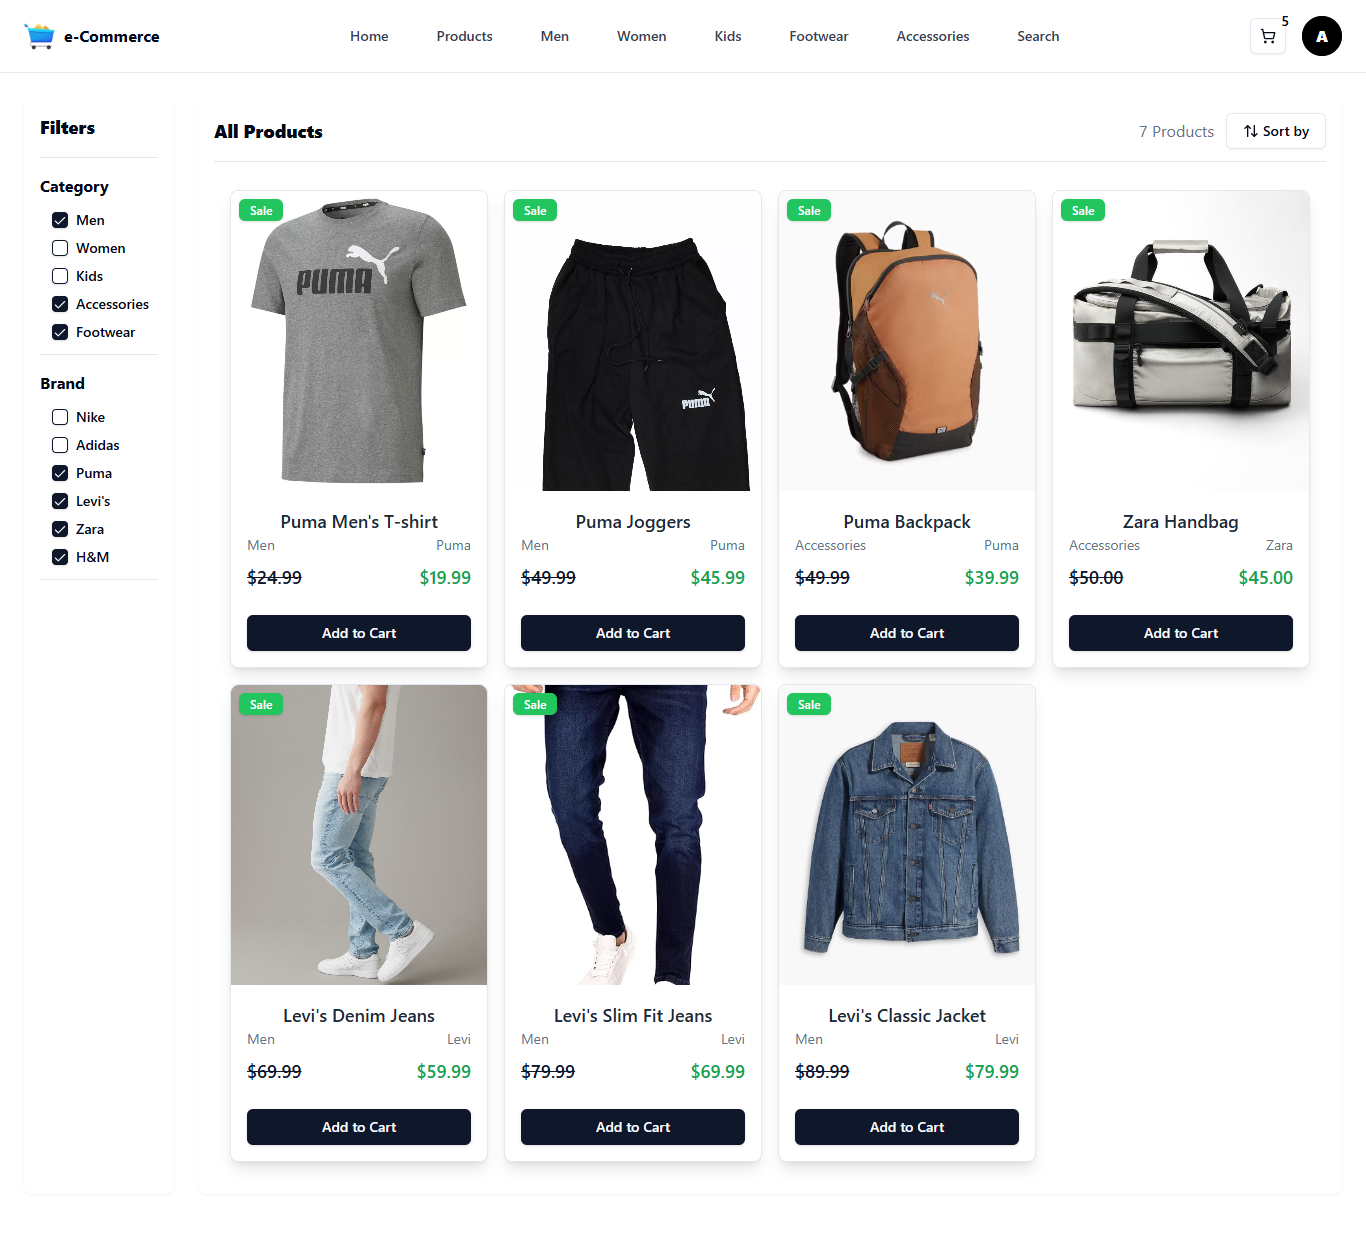 e-Commerce
Home Products Men Women Kids Footwear Accessories Search
5
A
Filters
Category
Men
Women
Kids
Accessories
Footwear
Brand
Nike
Adidas
Puma
Levi's
Zara
H&M
All Products
7 Products
Sort by
Sale
PUMA
Puma Men's T-shirt
Men Puma
$24.99 $19.99
Add to Cart
Sale
PUMA
Puma Joggers
Men Puma
$49.99 $45.99
Add to Cart
Sale
Puma Backpack
Accessories Puma
$49.99 $39.99
Add to Cart
Sale
Zara Handbag
Accessories Zara
$50.00 $45.00
Add to Cart
Sale
Levi's Denim Jeans
Men Levi
$69.99 $59.99
Add to Cart
Sale
Levi's Slim Fit Jeans
Men Levi
$79.99 $69.99
Add to Cart
Sale
Levi's Classic Jacket
Men Levi
$89.99 $79.99
Add to Cart